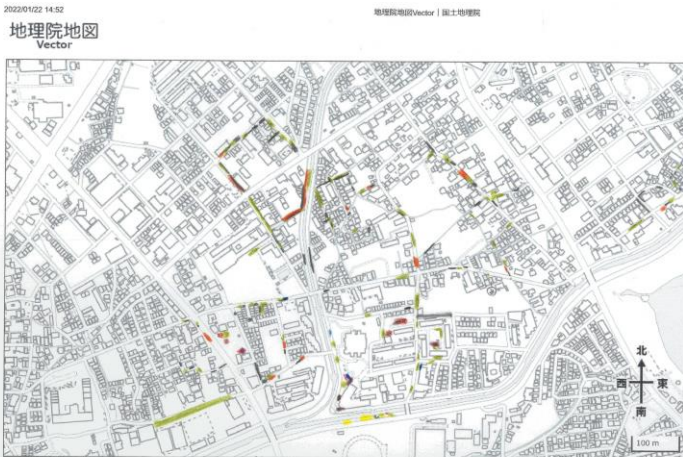 2022/01/22 14:52
地理院地図Vector｜国土地理院
地理院地図
Vector
北
西 東
南
100 m